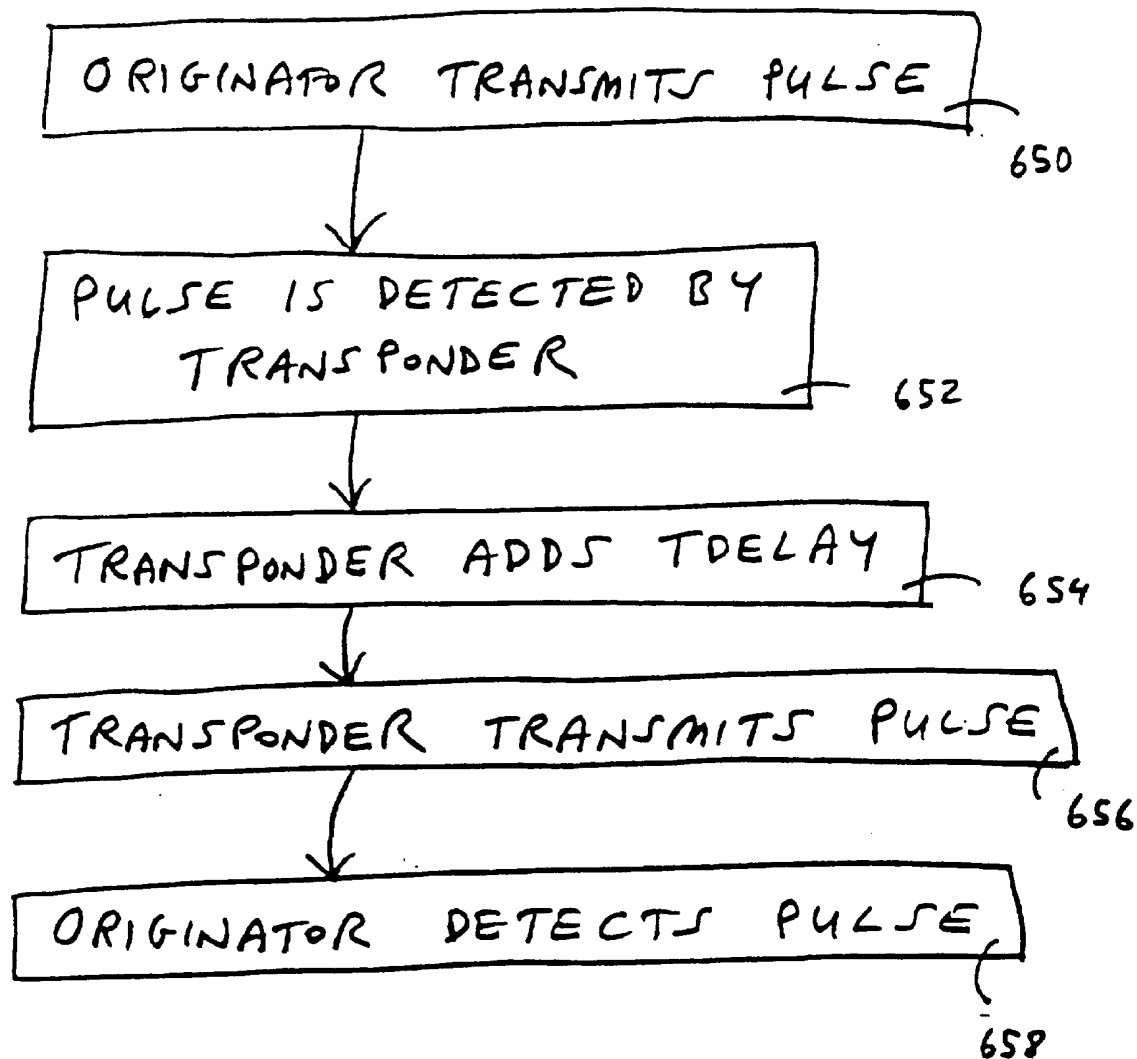 ORIGINATOR TRANSMITS PULSE
650
PULSE IS DETECTED BY
TRANSPONDER
652
TRANSPONDER ADDS TDELAY
654
TRANSPONDER TRANSMITS PULSE
656
ORIGINATOR DETECTS PULSE
658